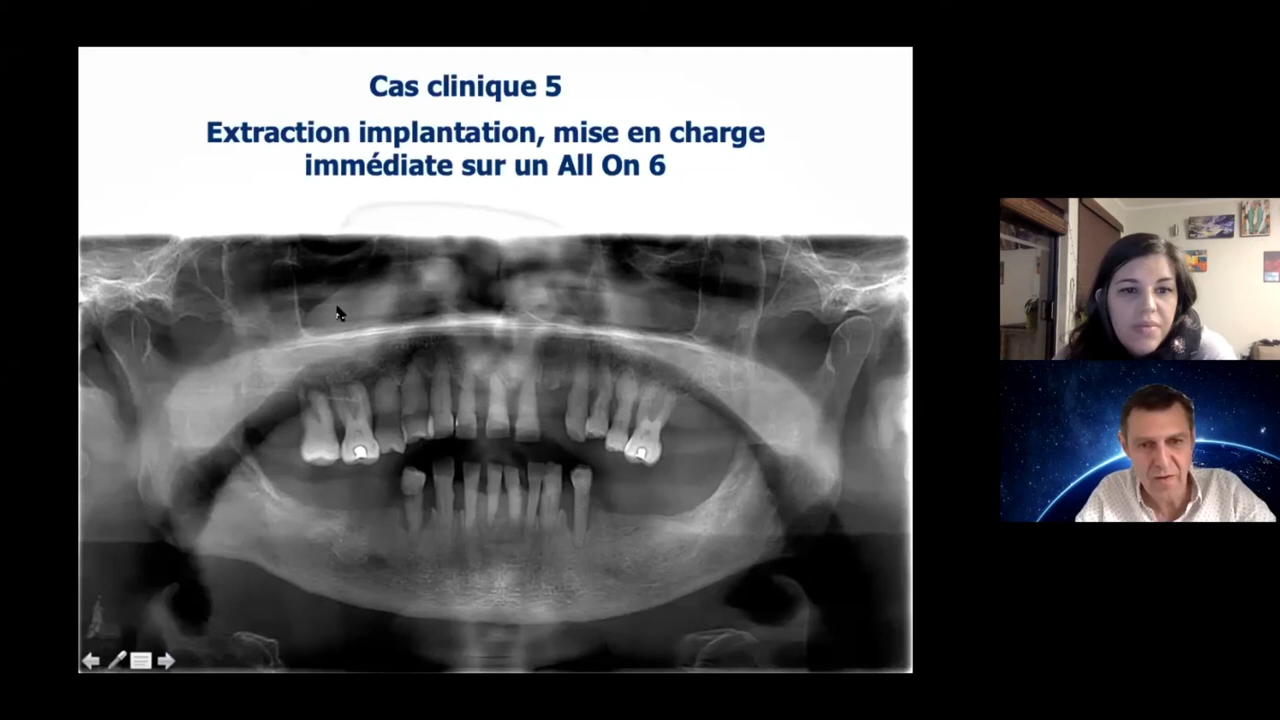 Cas clinique 5
Extraction implantation, mise en charge
immédiate sur un All On 6